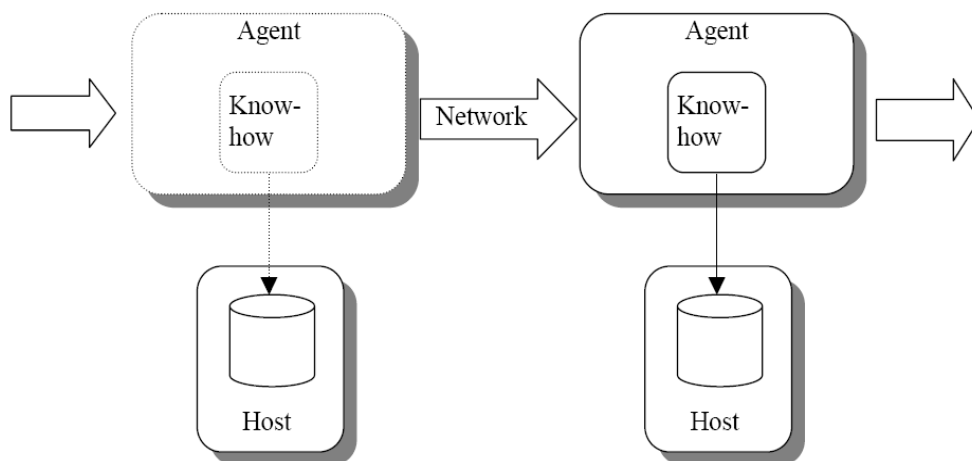 Agent
Know-
how
Network
Agent
Know-
how
Host
Host